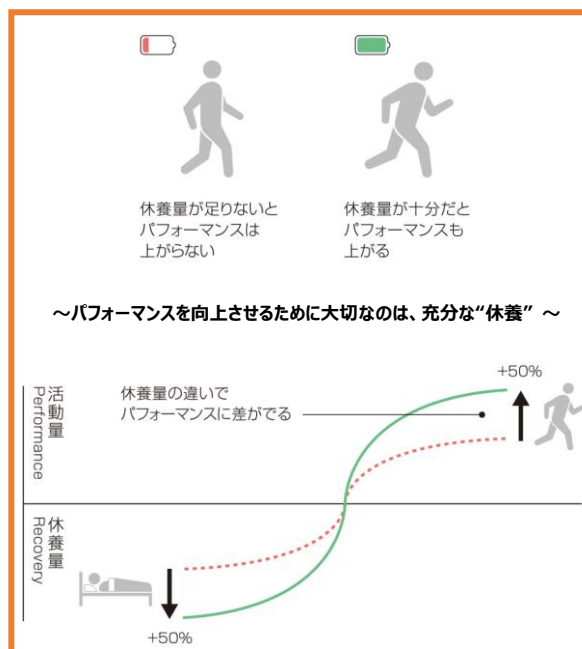 休養量が足りないと
パフォーマンスは
上がらない
休養量が十分だと
パフォーマンスも
上がる
～パフォーマンスを向上させるために大切なのは、充分な“休養” ～
活動量
Performance
休養量の違いで
パフォーマンスに差がでる
+50%
休養量
Recovery
+50%